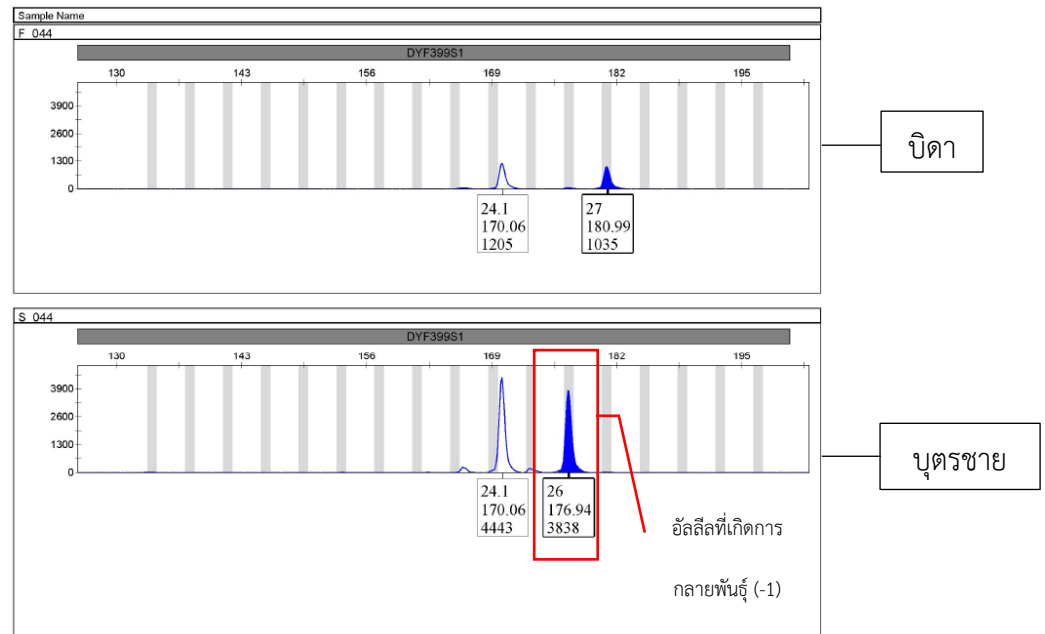 Sample Name
F_044
DYF399S1
130 143 156 169 182 195
3900
2600
1300
0
24.1
170.06
1205
27
180.99
1035
บิดา
S_044
DYF399S1
130 143 156 169 182 195
3900
2600
1300
0
24.1
170.06
4443
26
176.94
3838
บุตรชาย
อัลลีลที่เกิดการ
กลายพันธุ์ (-1)